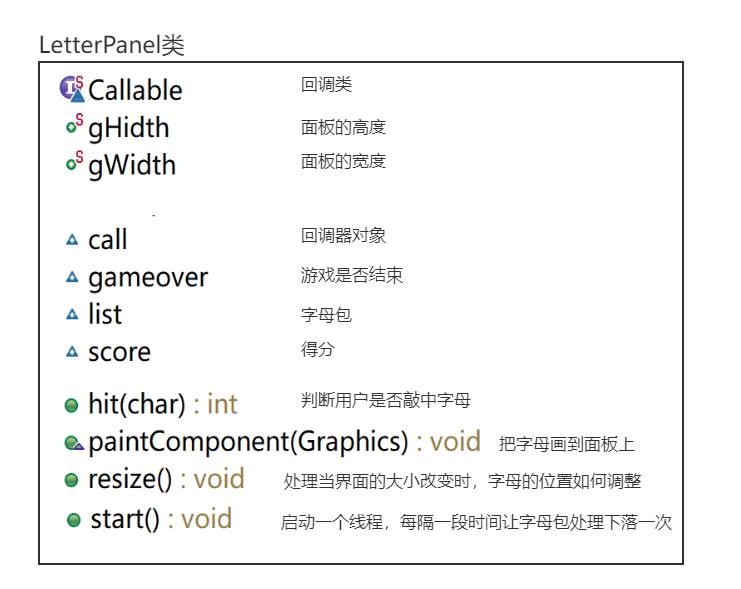 LetterPanel类
Callable 回调类
gHidth 面板的高度
gWidth 面板的宽度
call 回调器对象
gameover 游戏是否结束
list 字母包
score 得分
hit(char) : int 判断用户是否敲中字母
paintComponent(Graphics) : void 把字母画到面板上
resize() : void 处理当界面的大小改变时，字母的位置如何调整
start() : void 启动一个线程，每隔一段时间让字母包处理下落一次